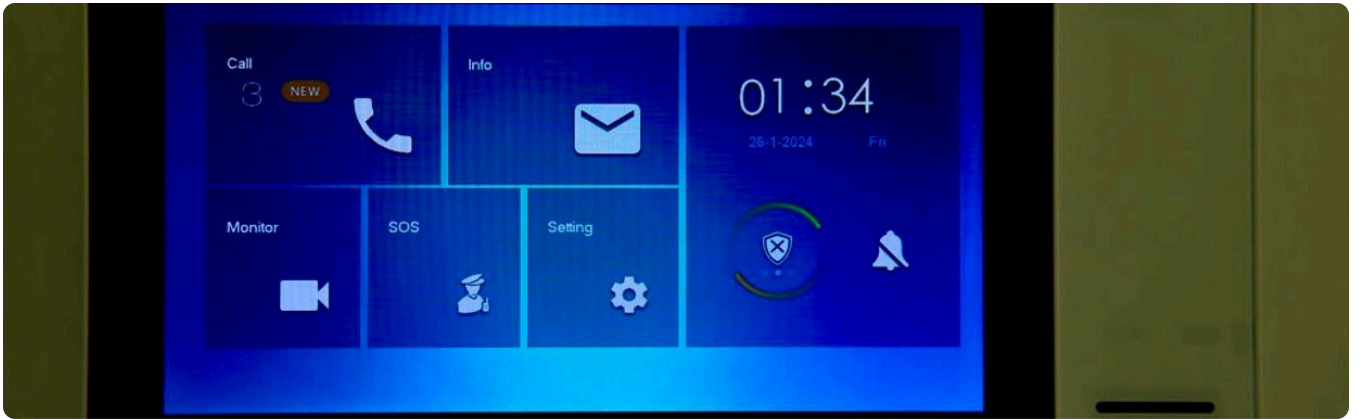 Call
3 NEW
Info
01:34
26-1-2024 Fri
Monitor
SOS
Setting